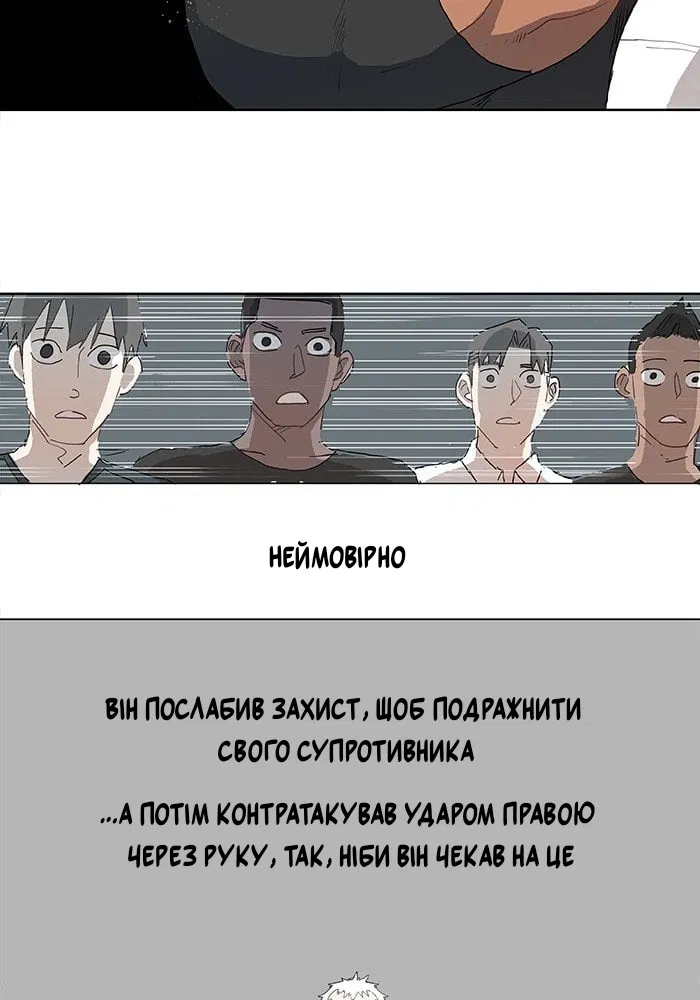 НЕЙМОВІРНО
ВІН ПОСЛАБИВ ЗАХИСТ, ЩОБ ПОДРАЖНИТИ
СВОГО СУПРОТИВНИКА
...А ПОТІМ КОНТРАТАКУВАВ УДАРОМ ПРАВОЮ
ЧЕРЕЗ РУКУ, ТАК, НІБИ ВІН ЧЕКАВ НА ЦЕ